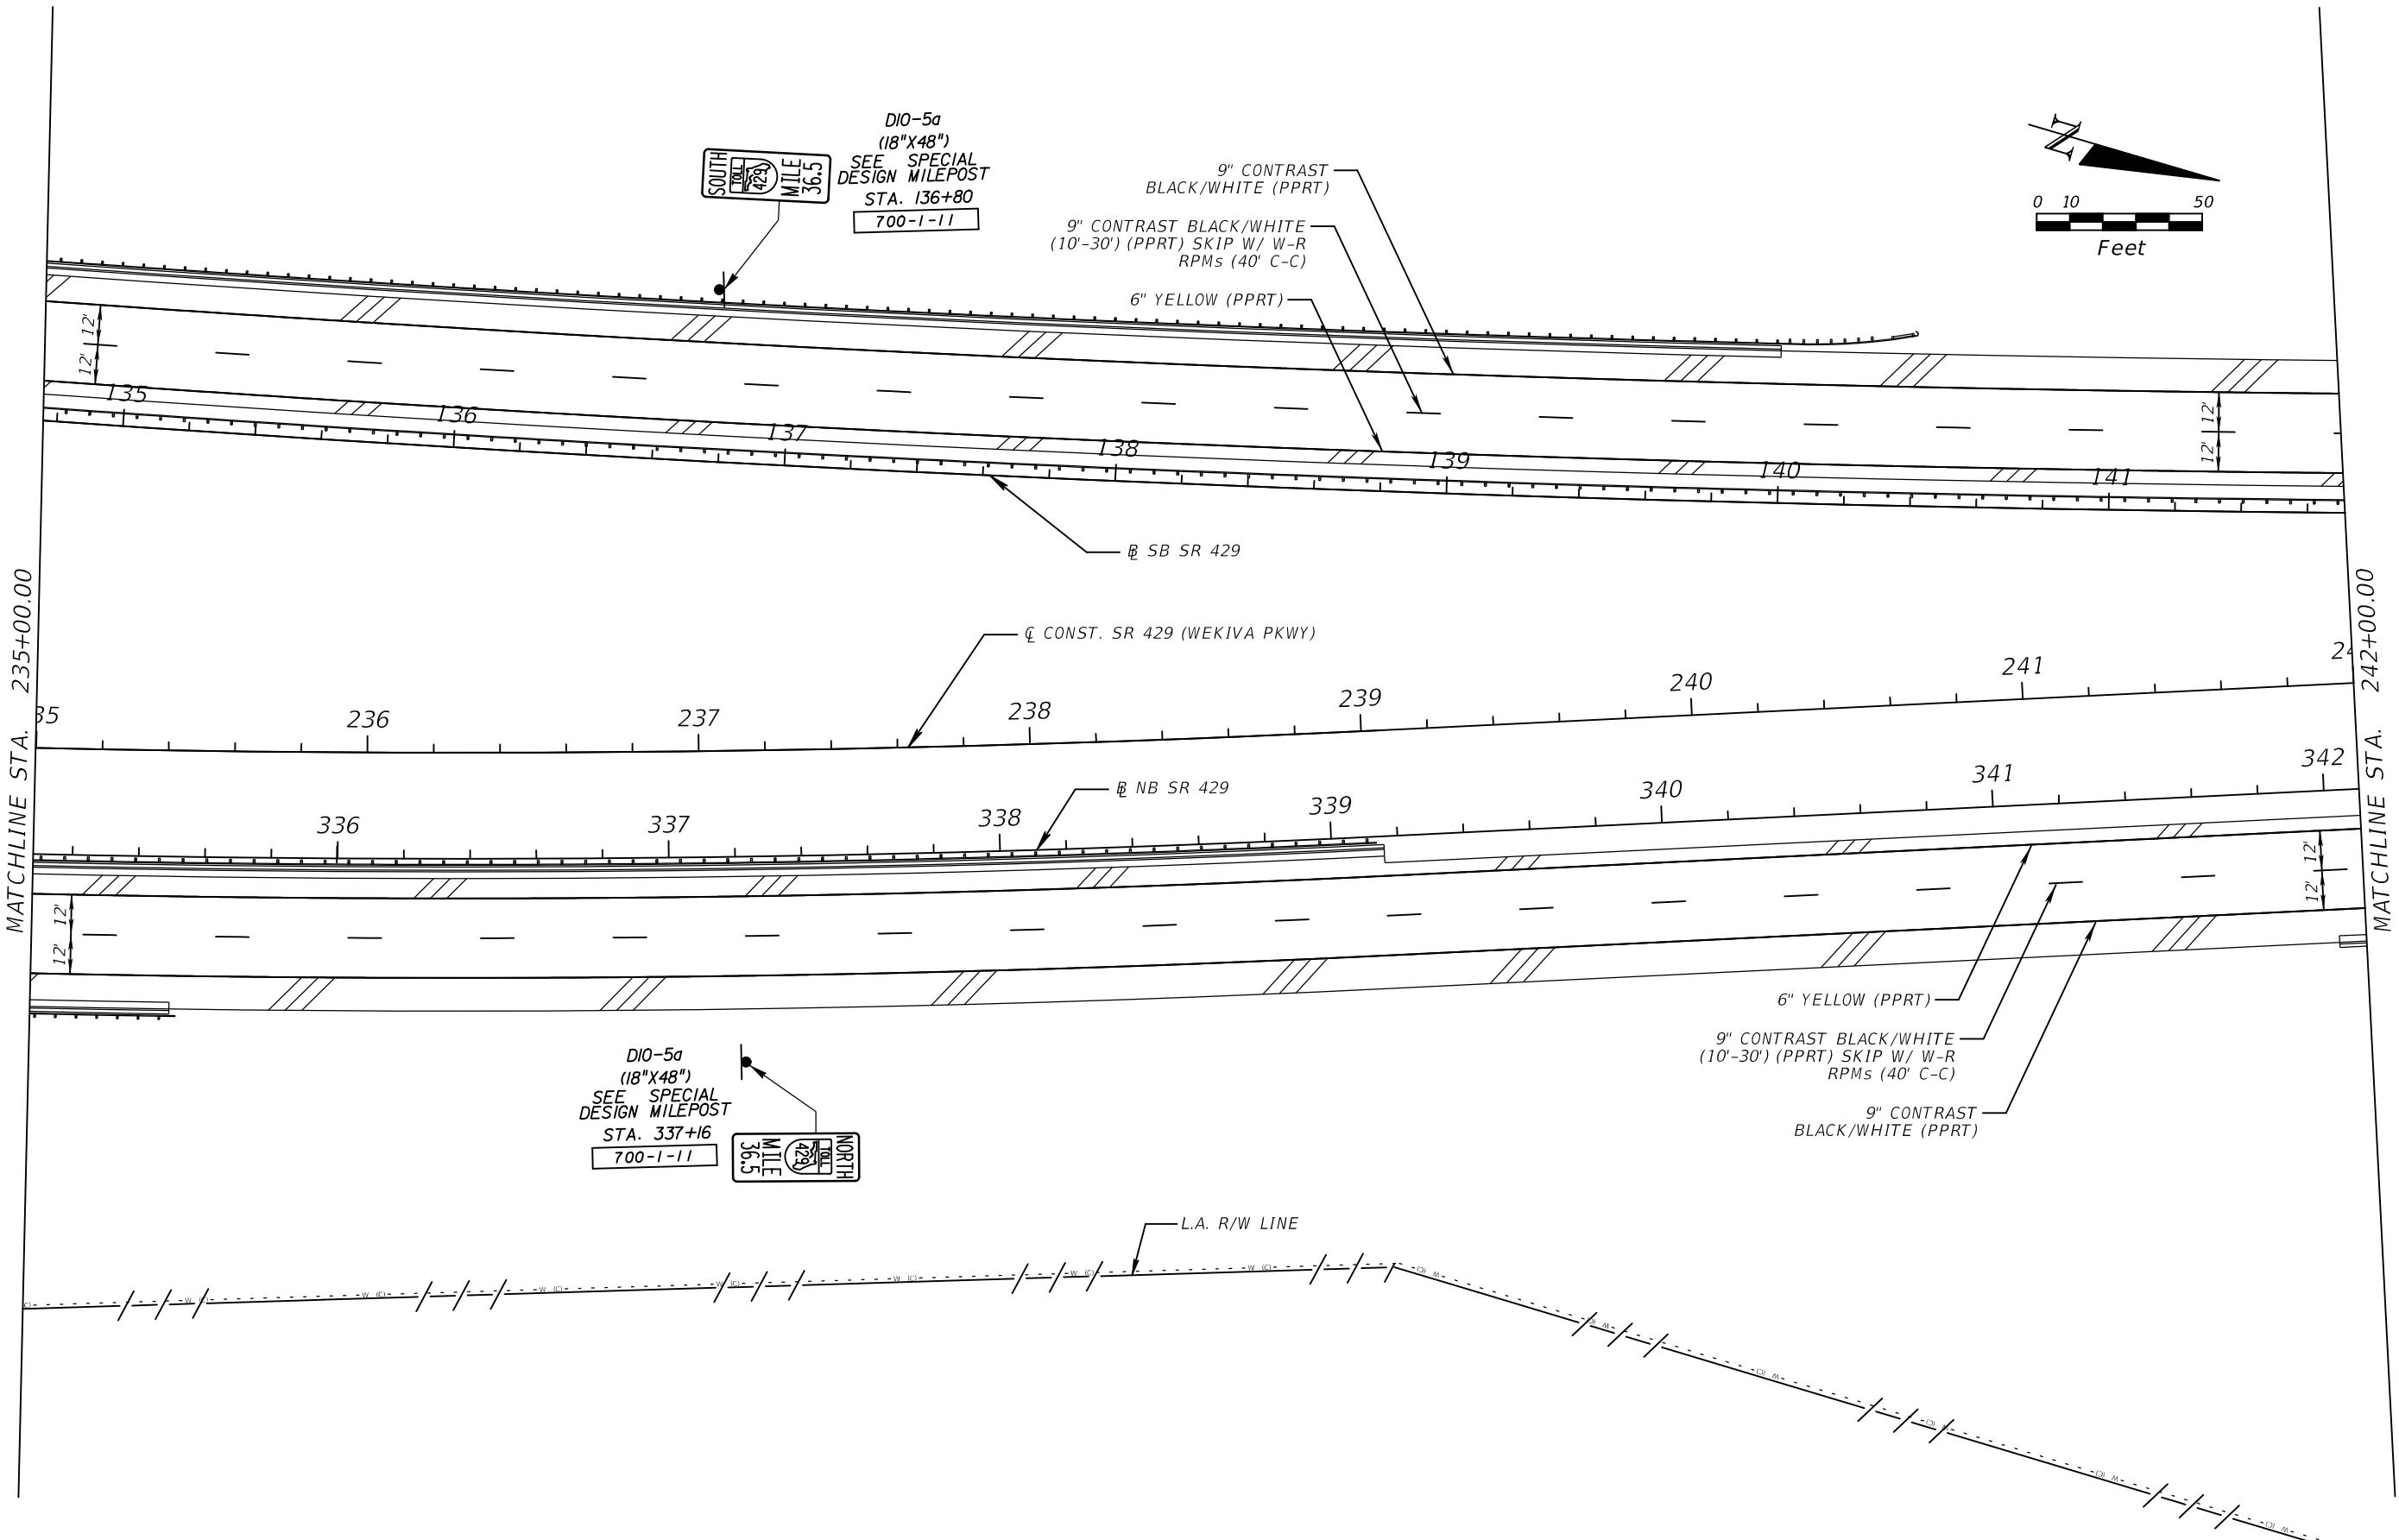 D10-5a
(18"X48")
SEE SPECIAL
DESIGN MILEPOST
STA. 136+80
700-1-11
SOUTH
TOLL
429
MILE
36.5
9" CONTRAST
BLACK/WHITE (PPRT)
9" CONTRAST BLACK/WHITE
(10'-30') (PPRT) SKIP W/ W-R
RPMs (40' C-C)
6" YELLOW (PPRT)
N
0 10 50
Feet
12'
12'
12'
12'
135 136 137 138 139 140 141
℄ SB SR 429
℄ CONST. SR 429 (WEKIVA PKWY)
MATCHLINE STA. 235+00.00
MATCHLINE STA. 242+00.00
35 236 237 238 239 240 241 24
℄ NB SR 429
336 337 338 339 340 341 342
12'
12'
12'
12'
6" YELLOW (PPRT)
9" CONTRAST BLACK/WHITE
(10'-30') (PPRT) SKIP W/ W-R
RPMs (40' C-C)
9" CONTRAST
BLACK/WHITE (PPRT)
D10-5a
(18"X48")
SEE SPECIAL
DESIGN MILEPOST
STA. 337+16
700-1-11
NORTH
TOLL
429
MILE
36.5
L.A. R/W LINE
W (C) W (C) W (C) W (C) W (C) W (C) W (C)
W (C) W (C) W (C) W (C) W (C) W (C)